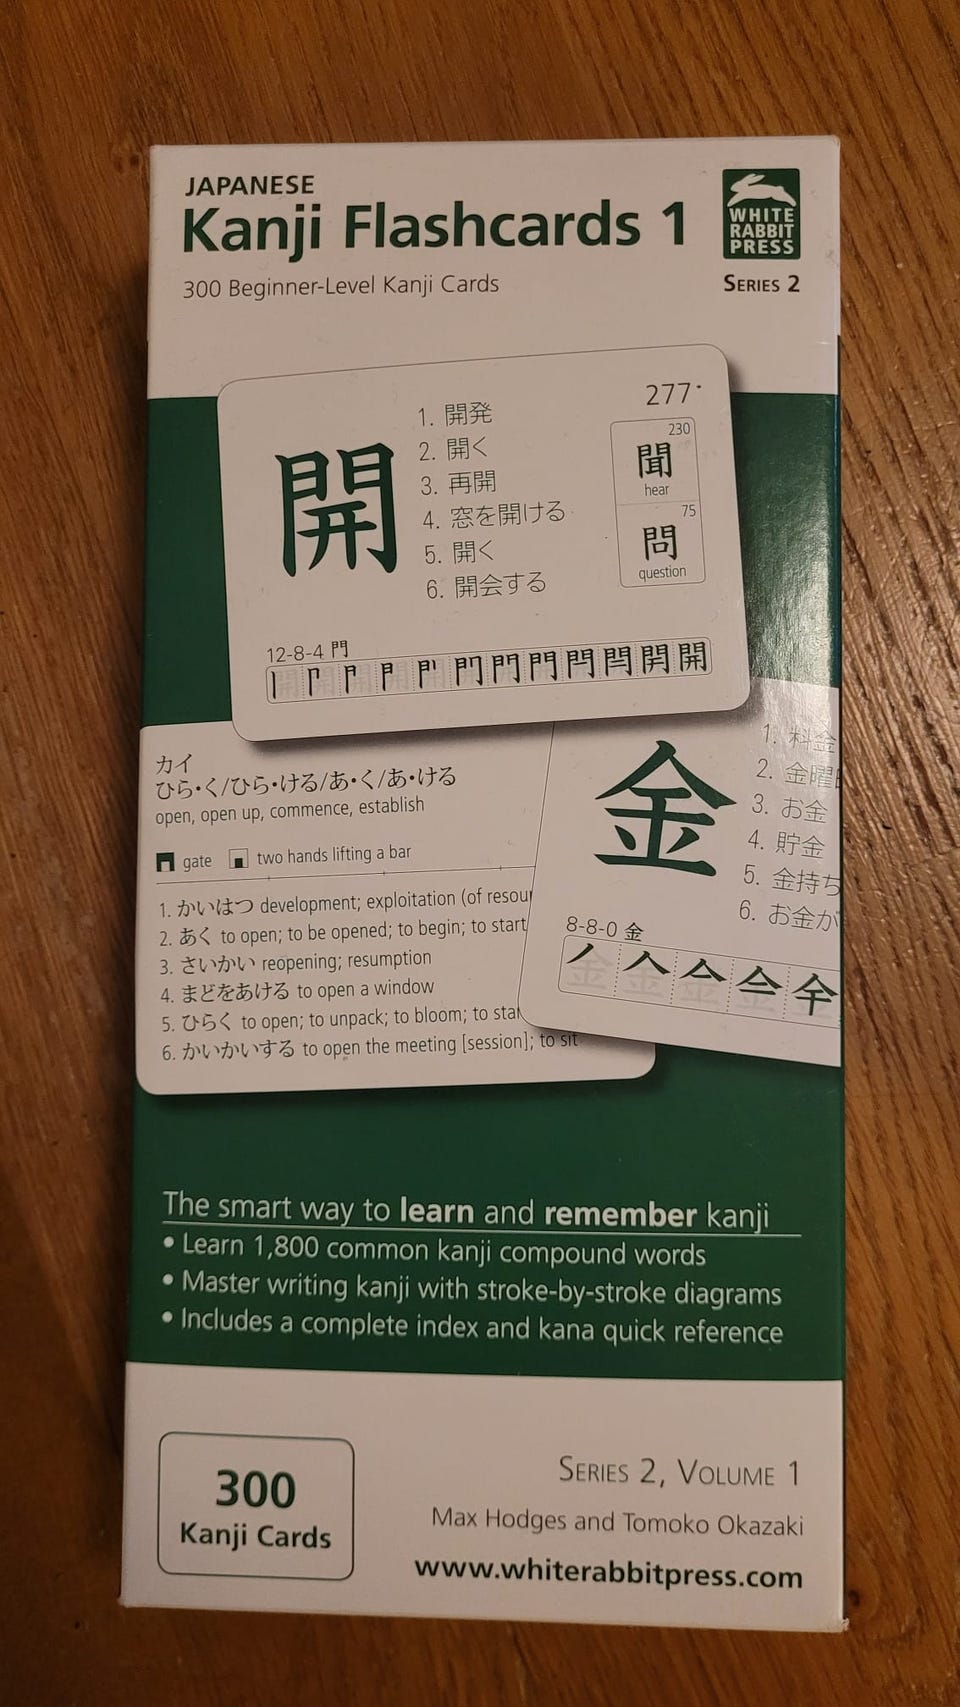 JAPANESE
Kanji Flashcards 1
300 Beginner-Level Kanji Cards
WHITE
RABBIT
PRESS
SERIES 2
277
開
1. 開発
2. 開く
3. 再開
4. 窓を開ける
5. 開く
6. 開会する
230
聞
hear
75
問
question
12-8-4 門
開
カイ
ひら・く/ひら・ける/あ・く/あ・ける
open, open up, commence, establish
gate two hands lifting a bar
1. かいはつ development; exploitation (of
2. あく to open; to be opened; to begin; to start
3. さいかい reopening; resumption
4. まどをあける to open a window
5. ひらく to open; to unpack; to bloom; to
6. かいかいする to open the meeting [session]; to sit
金
1. 料金
2. 金曜
3. お金
4. 貯金
5. 金持ち
6. お金が
8-8-0 金
The smart way to learn and remember kanji
• Learn 1,800 common kanji compound words
• Master writing kanji with stroke-by-stroke diagrams
• Includes a complete index and kana quick reference
300
Kanji Cards
SERIES 2, VOLUME 1
Max Hodges and Tomoko Okazaki
www.whiterabbitpress.com